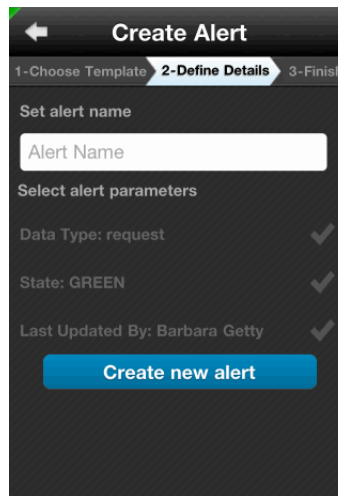 Create Alert
1-Choose Template 2-Define Details 3-Finish
Set alert name
Alert Name
Select alert parameters
Data Type: request
State: GREEN
Last Updated By: Barbara Getty
Create new alert